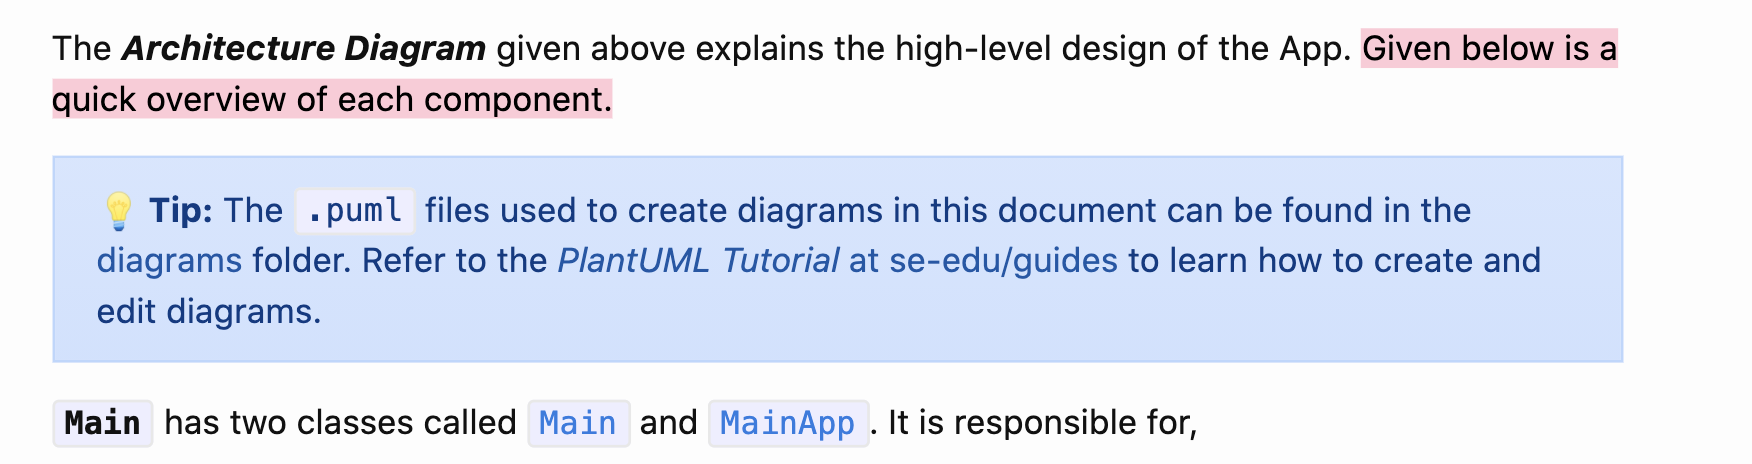 The Architecture Diagram given above explains the high-level design of the App. Given below is a
quick overview of each component.
💡 Tip: The .puml files used to create diagrams in this document can be found in the
diagrams folder. Refer to the PlantUML Tutorial at se-edu/guides to learn how to create and
edit diagrams.
Main has two classes called Main and MainApp. It is responsible for,